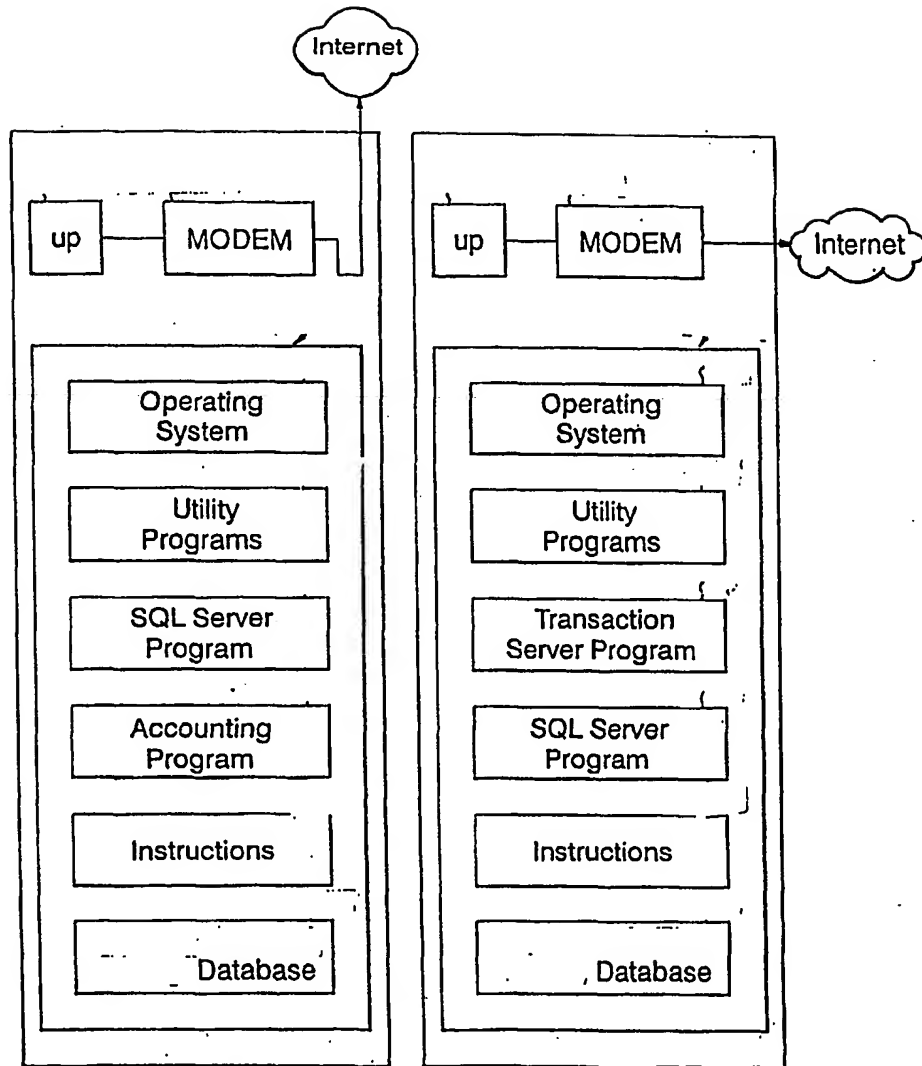 Internet
up
MODEM
Operating
System
Utility
Programs
SQL Server
Program
Accounting
Program
Instructions
Database
up
MODEM
Internet
Operating
System
Utility
Programs
Transaction
Server Program
SQL Server
Program
Instructions
Database